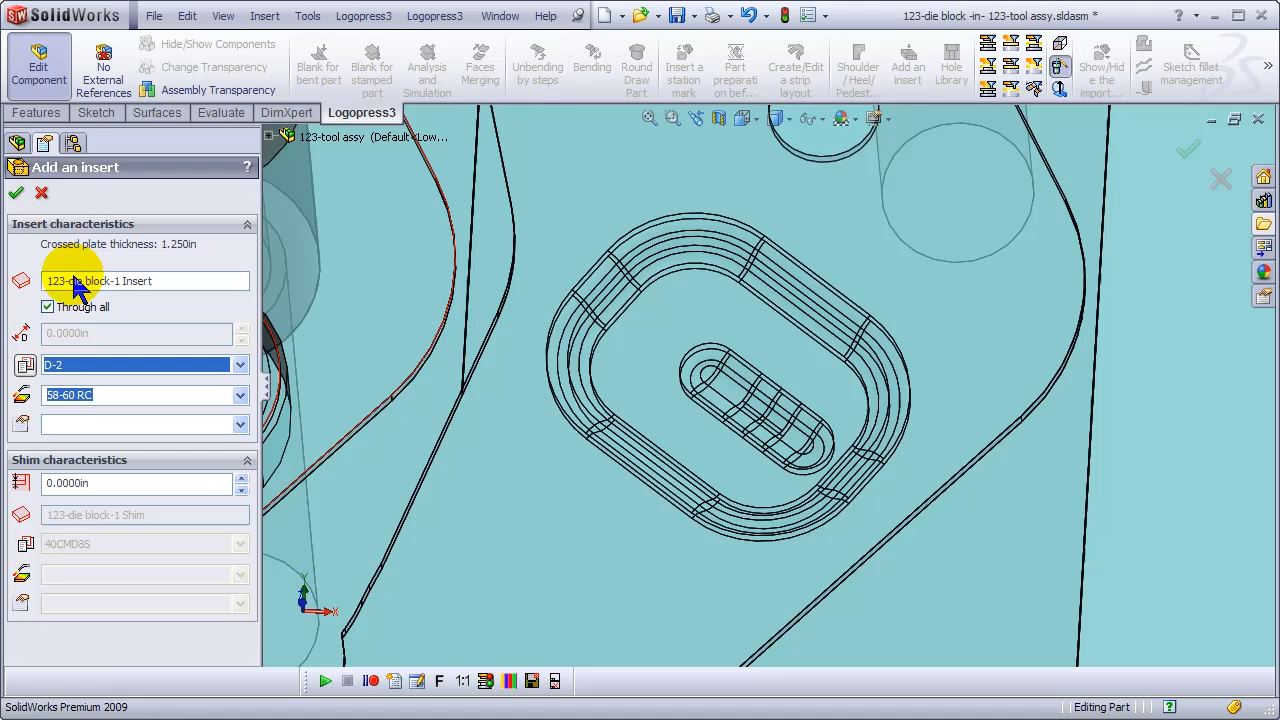 SolidWorks File Edit View Insert Tools Logopress3 Logopress3 Window Help 123-die block -in- 123-tool assy.sldasm *
Edit Component
No External References
Hide/Show Components
Change Transparency
Assembly Transparency
Blank for bent part
Blank for stamped part
Analysis and Simulation
Faces Merging
Unbending by steps
Bending
Round Draw
Insert a station mark
Part preparati on bef...
Create/Edit a strip layout
Shoulder /Heel/ Pedest...
Add an insert
Hole Library
Show/Hid e the import...
Sketch fillet management
Features Sketch Surfaces Evaluate DimXpert Logopress3
123-tool assy (Default<Low...
Add an insert ?
Insert characteristics
Crossed plate thickness: 1.250in
123-die block-1 Insert
Through all
0.0000in
D-2
58-60 RC
Shim characteristics
0.0000in
123-die block-1 Shim
40CMD8S
Y
X
F 1:1
SolidWorks Premium 2009 Editing Part